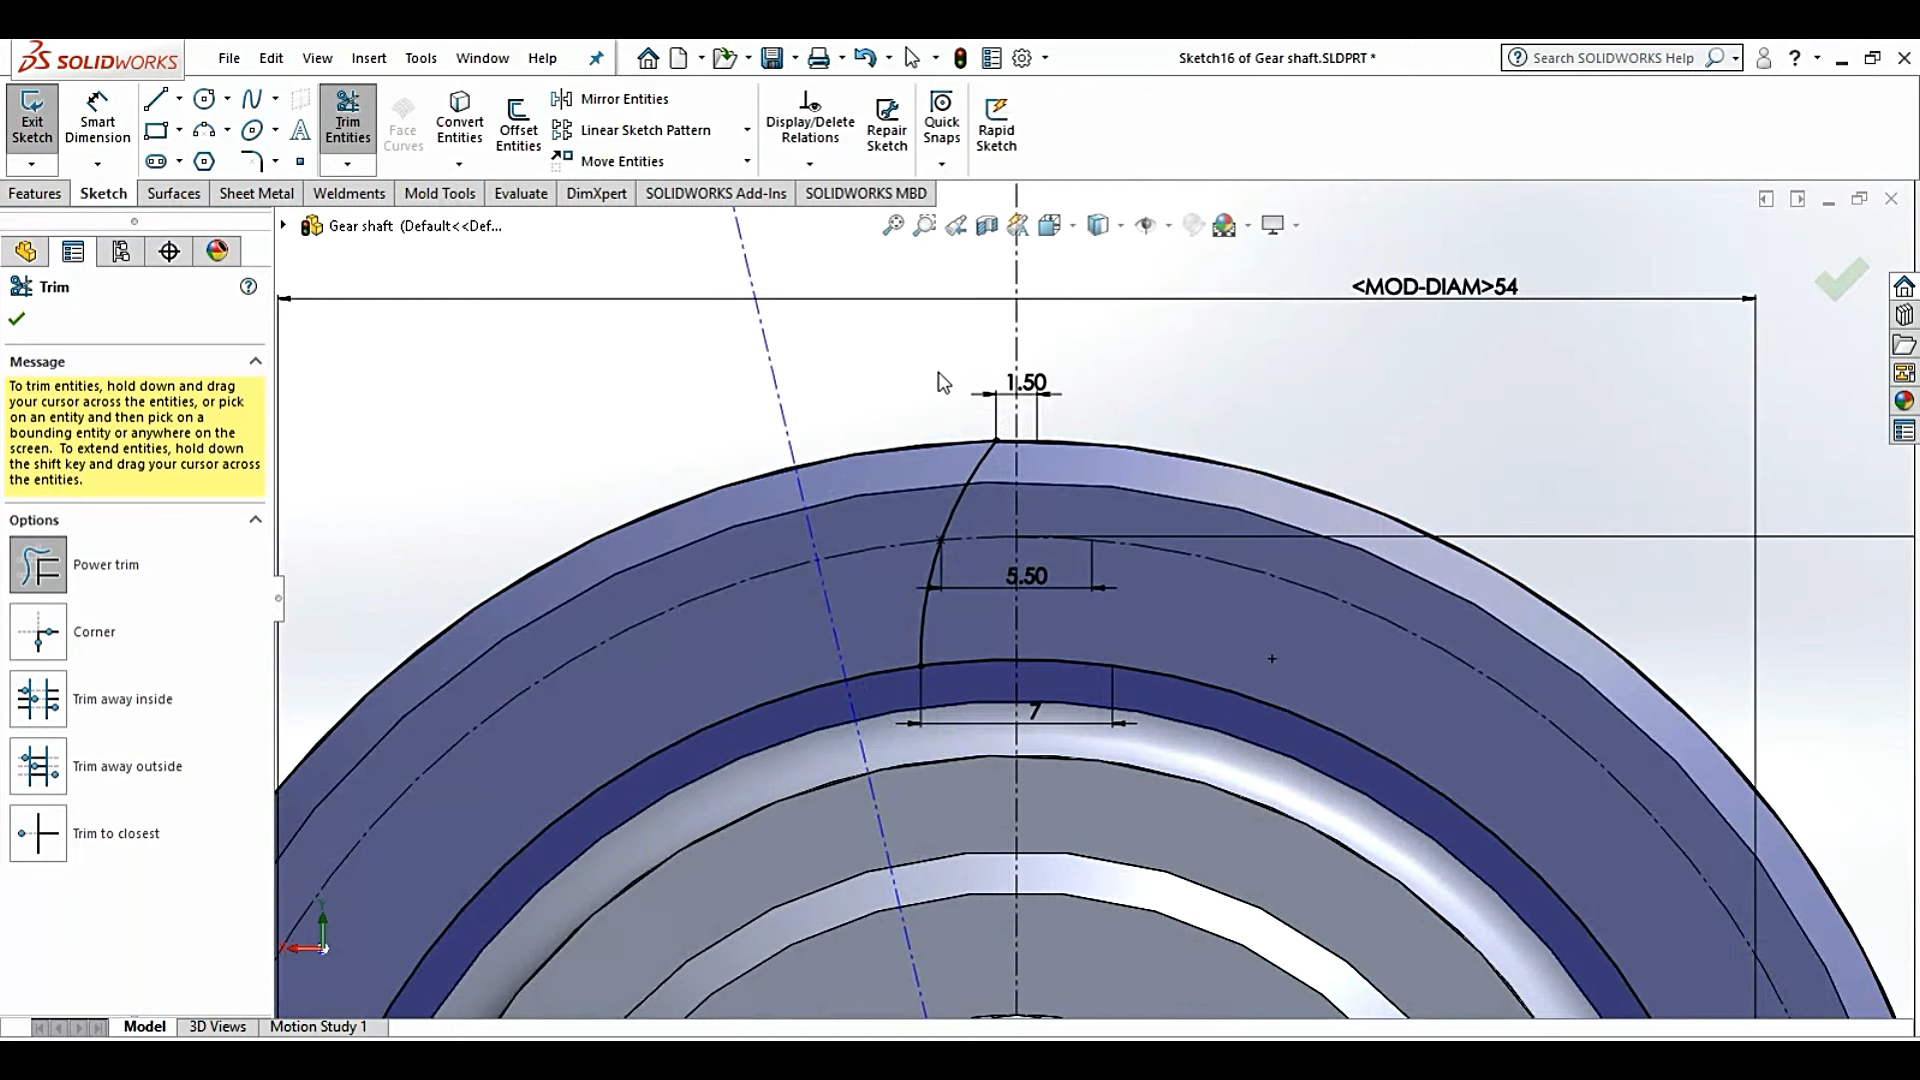 SOLIDWORKS File Edit View Insert Tools Window Help Sketch16 of Gear shaft.SLDPRT * Search SOLIDWORKS Help
Exit Sketch
Smart Dimension
Trim Entities
Face Curves
Convert Entities
Offset Entities
Mirror Entities
Linear Sketch Pattern
Move Entities
Display/Delete Relations
Repair Sketch
Quick Snaps
Rapid Sketch
Features Sketch Surfaces Sheet Metal Weldments Mold Tools Evaluate DimXpert SOLIDWORKS Add-Ins SOLIDWORKS MBD
Gear shaft (Default<<Def...
Trim
Message
To trim entities, hold down and drag
your cursor across the entities, or pick
on an entity and then pick on a
bounding entity or anywhere on the
screen. To extend entities, hold down
the shift key and drag your cursor across
the entities.
Options
Power trim
Corner
Trim away inside
Trim away outside
Trim to closest
<MOD-DIAM>54
1.50
5.50
7
Y
Model 3D Views Motion Study 1